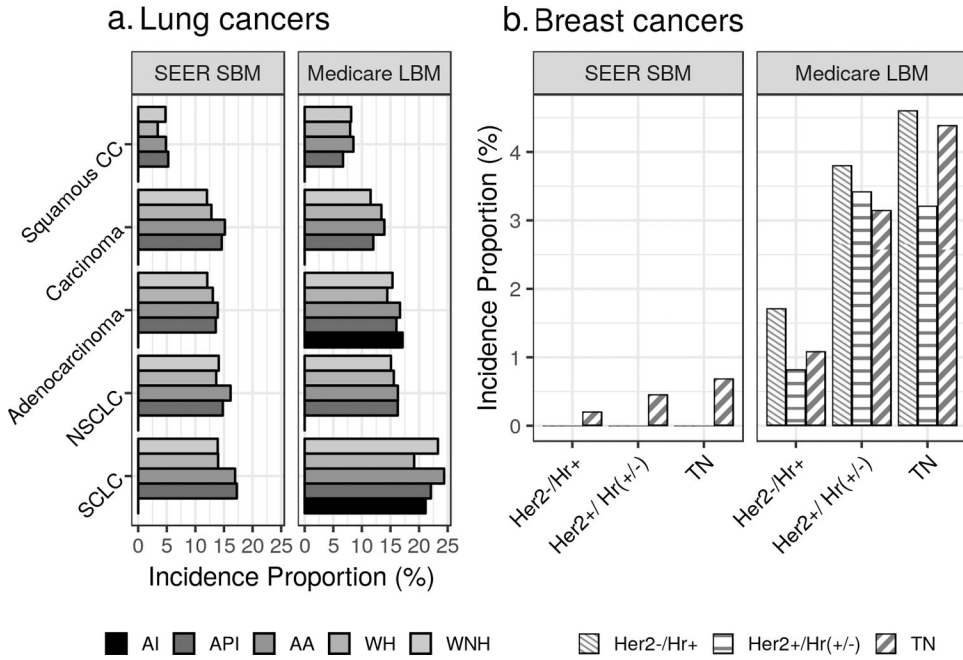 a. Lung cancers
SEER SBM
Medicare LBM
Squamous CC
Carcinoma
Adenocarcinoma
NSCLC
SCLC
0 5 10 15 20 25
0 5 10 15 20 25
Incidence Proportion (%)
AI API AA WH WNH
b. Breast cancers
SEER SBM
Medicare LBM
Incidence Proportion (%)
4
3
2
1
0
Her2-/Hr+
Her2+/ Hr(+/-)
TN
Her2-/Hr+
Her2+/ Hr(+/-)
TN
Her2-/Hr+ Her2+/Hr(+/-) TN